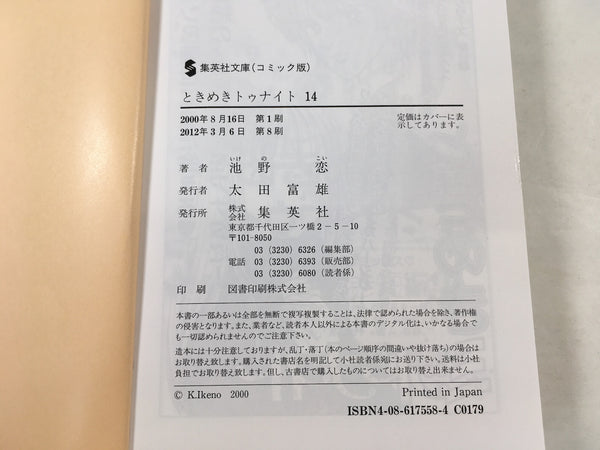 集英社文庫(コミック版)
ときめきトゥナイト 14
2000年8月16日 第1刷
2012年3月6日 第8刷
定価はカバーに表
示してあります。
著者 池野恋
いけ の こい
発行者 太田富雄
発行所 株式会社 集英社
東京都千代田区一ツ橋2-5-10
〒101-8050
03(3230)6326(編集部)
電話 03(3230)6393(販売部)
03(3230)6080(読者係)
印刷 図書印刷株式会社
本書の一部あるいは全部を無断で複写複製することは、法律で認められた場合を除き、著作権
の侵害となります。また、業者など、読者本人以外による本書のデジタル化は、いかなる場合で
も一切認められませんのでご注意下さい。
造本には十分注意しておりますが、乱丁・落丁(本のページ順序の間違いや抜け落ち)の場合は
お取り替え致します。購入された書店名を明記して小社読者係宛にお送り下さい。送料は小社
負担でお取り替え致します。但し、古書店で購入したものについてはお取り替え出来ません。
© K.Ikeno 2000
Printed in Japan
ISBN4-08-617558-4 C0179